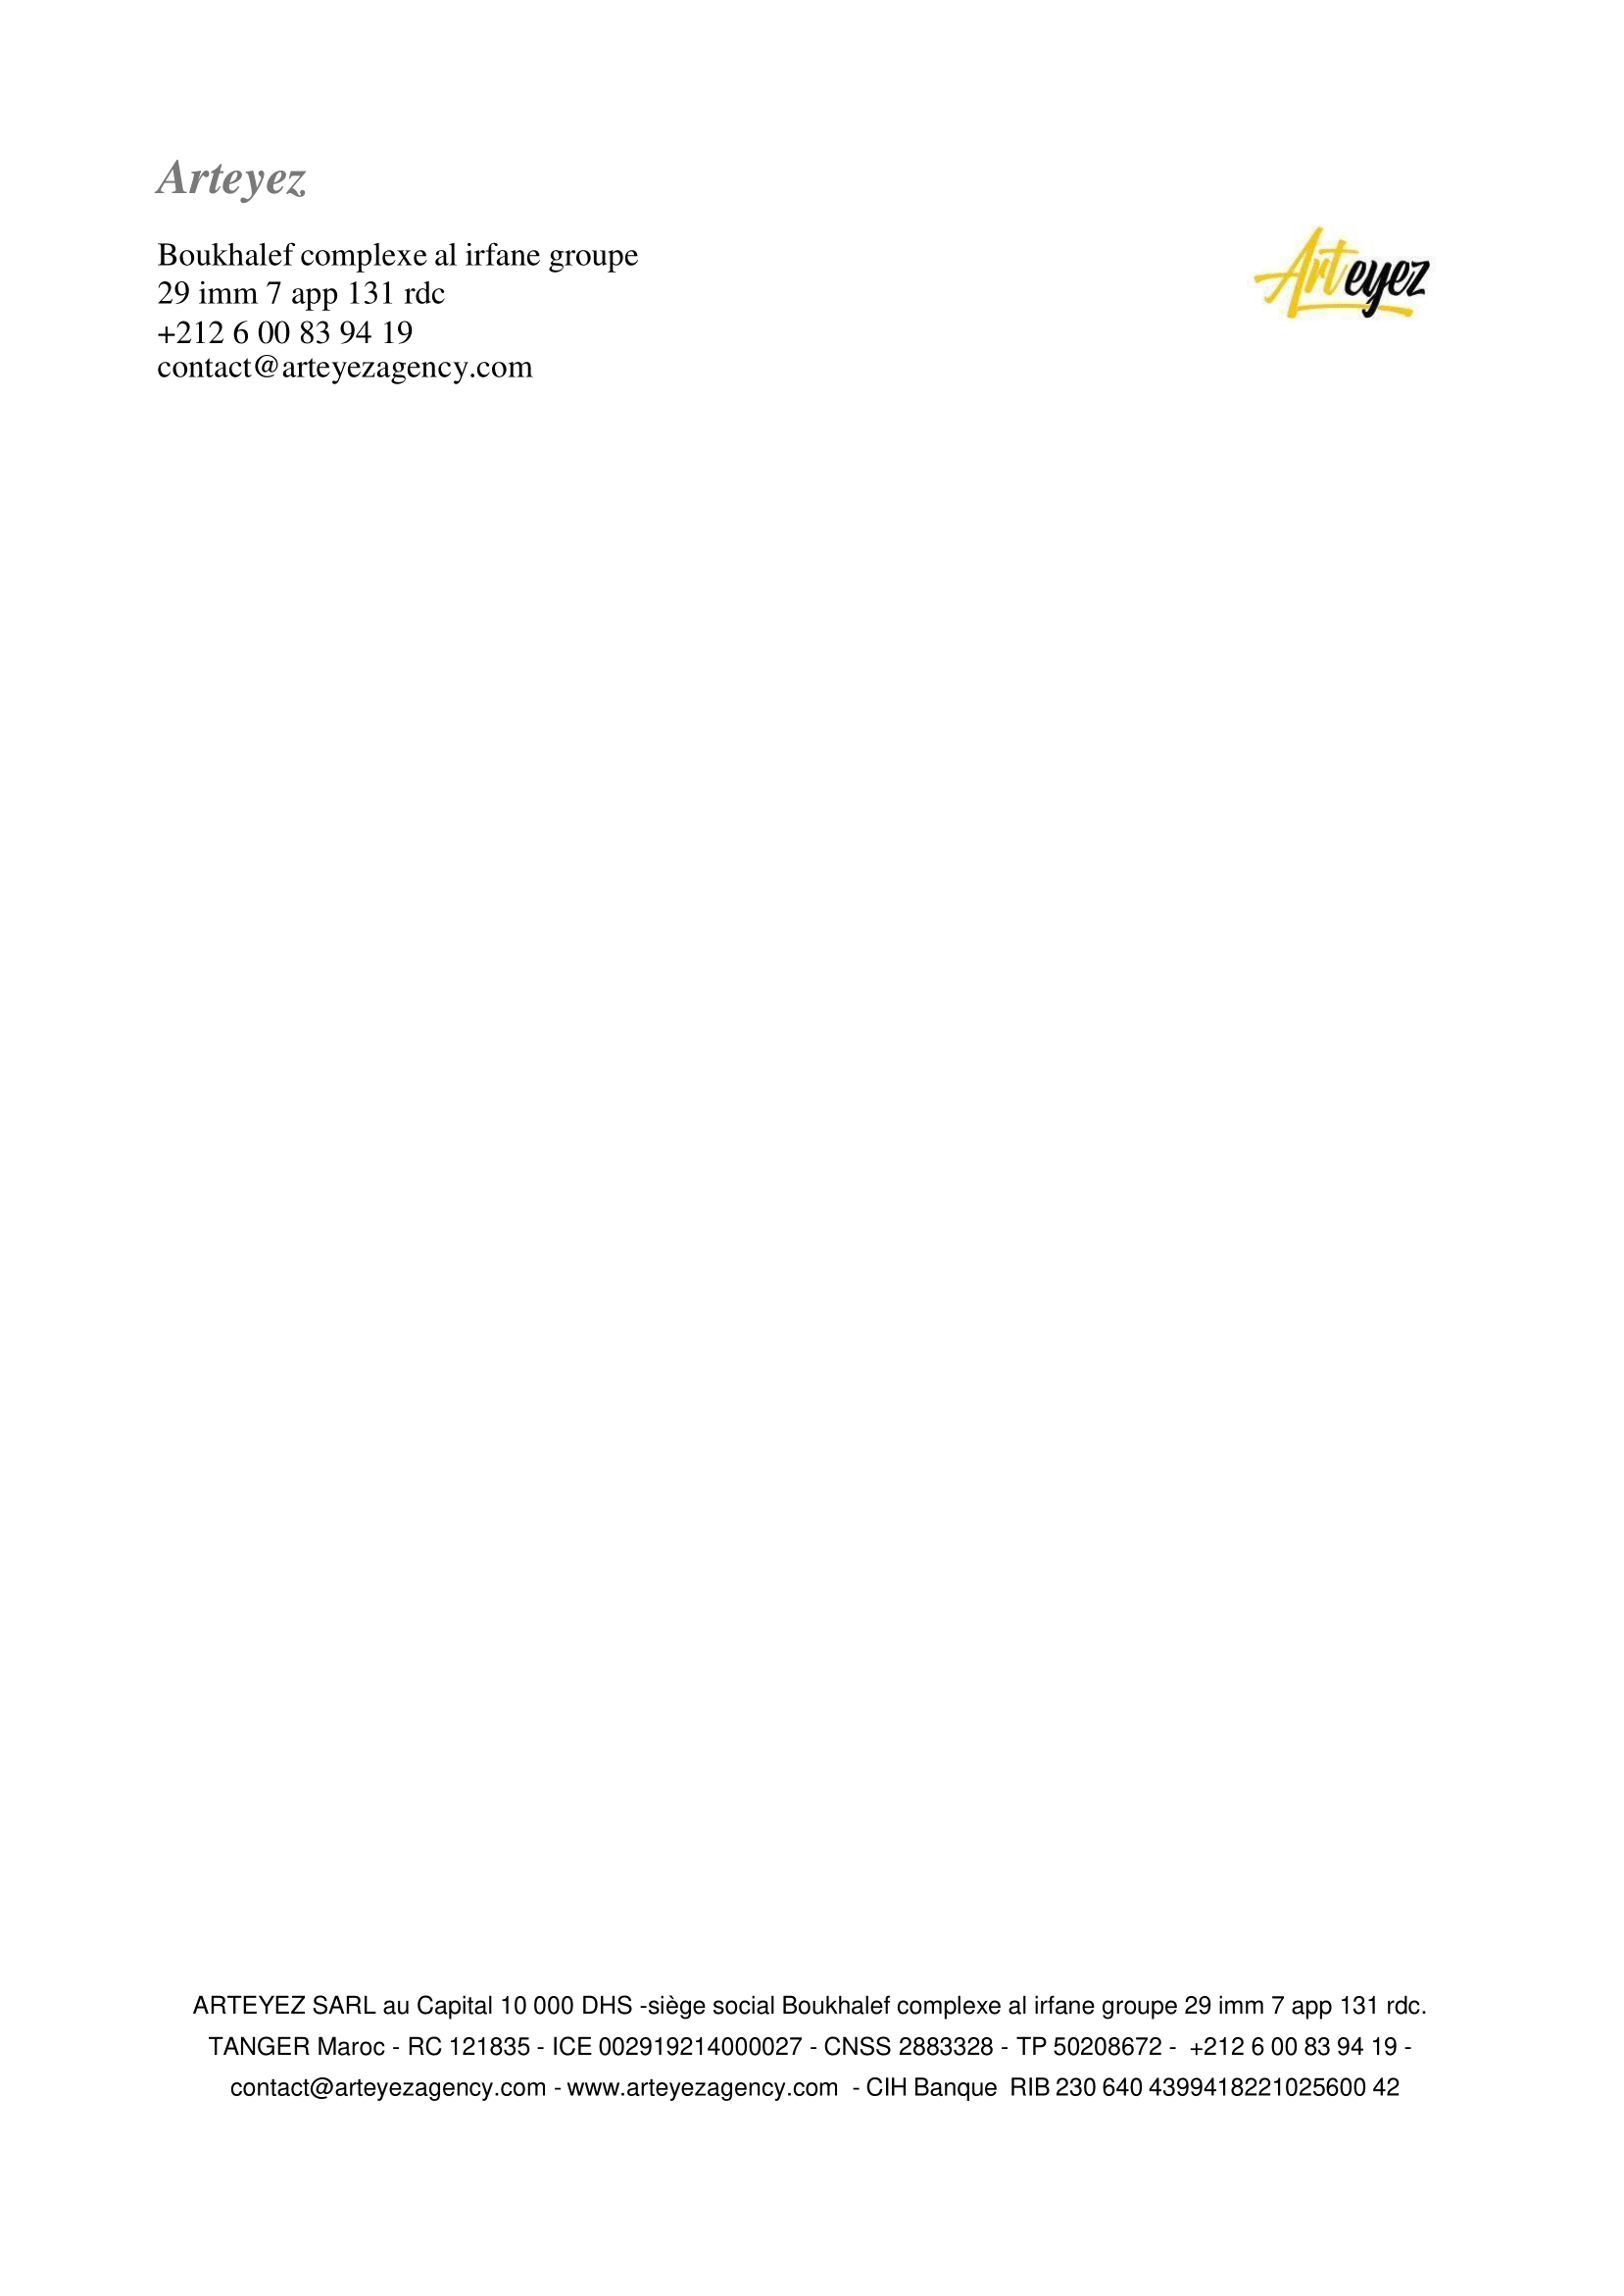 Arteyez
Boukhalef complexe al irfane groupe
29 imm 7 app 131 rdc
+212 6 00 83 94 19
contact@arteyezagency.com
Arteyez
ARTEYEZ SARL au Capital 10 000 DHS -siège social Boukhalef complexe al irfane groupe 29 imm 7 app 131 rdc.
TANGER Maroc - RC 121835 - ICE 002919214000027 - CNSS 2883328 - TP 50208672 -  +212 6 00 83 94 19 -
contact@arteyezagency.com - www.arteyezagency.com  - CIH Banque  RIB 230 640 4399418221025600 42